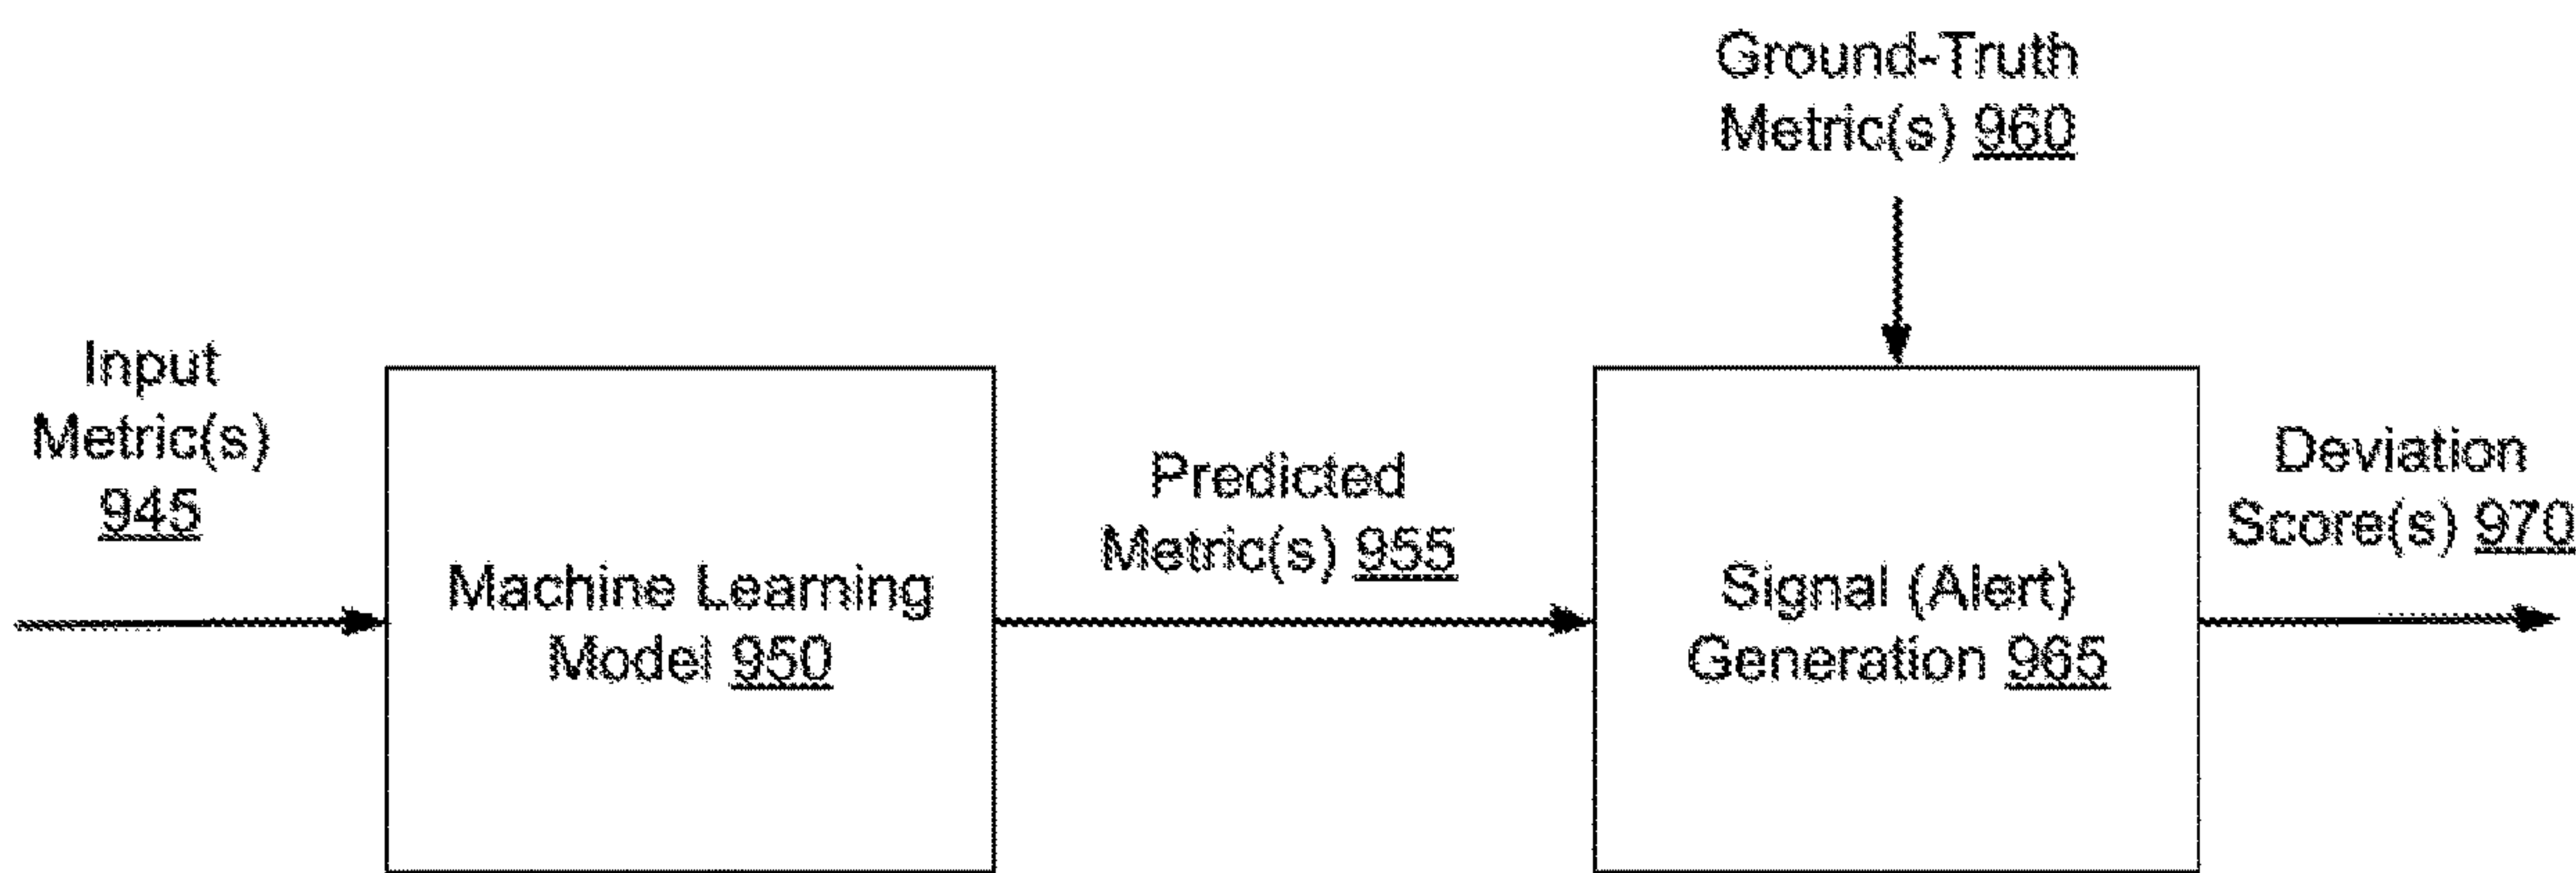 Ground-Truth
Metric(s) 960
Input
Metric(s)
945
Machine Learning
Model 950
Predicted
Metric(s) 955
Signal (Alert)
Generation 965
Deviation
Score(s) 970